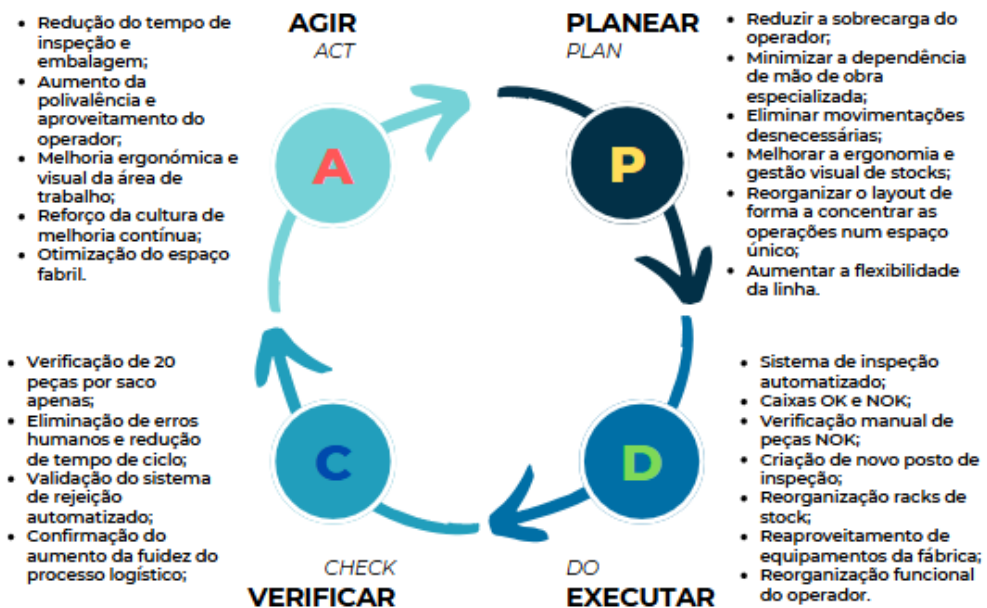 AGIR
ACT
• Redução do tempo de
inspeção e
embalagem;
• Aumento da
polivalência e
aproveitamento do
operador;
• Melhoria ergonómica e
visual da área de
trabalho;
• Reforço da cultura de
melhoria contínua;
• Otimização do espaço
fabril.
A
PLANEAR
PLAN
• Reduzir a sobrecarga do
operador;
• Minimizar a dependência
de mão de obra
especializada;
• Eliminar movimentações
desnecessárias;
• Melhorar a ergonomia e
gestão visual de stocks;
• Reorganizar o layout de
forma a concentrar as
operações num espaço
único;
• Aumentar a flexibilidade
da linha.
P
• Verificação de 20
peças por saco
apenas;
• Eliminação de erros
humanos e redução
de tempo de ciclo;
• Validação do sistema
de rejeição
automatizado;
• Confirmação do
aumento da fuidez do
processo logístico;
C
CHECK
VERIFICAR
D
• Sistema de inspeção
automatizado;
• Caixas OK e NOK;
• Verificação manual de
peças NOK;
• Criação de novo posto de
inspeção;
• Reorganização racks de
stock;
• Reaproveitamento de
equipamentos da fábrica;
• Reorganização funcional
do operador.
DO
EXECUTAR